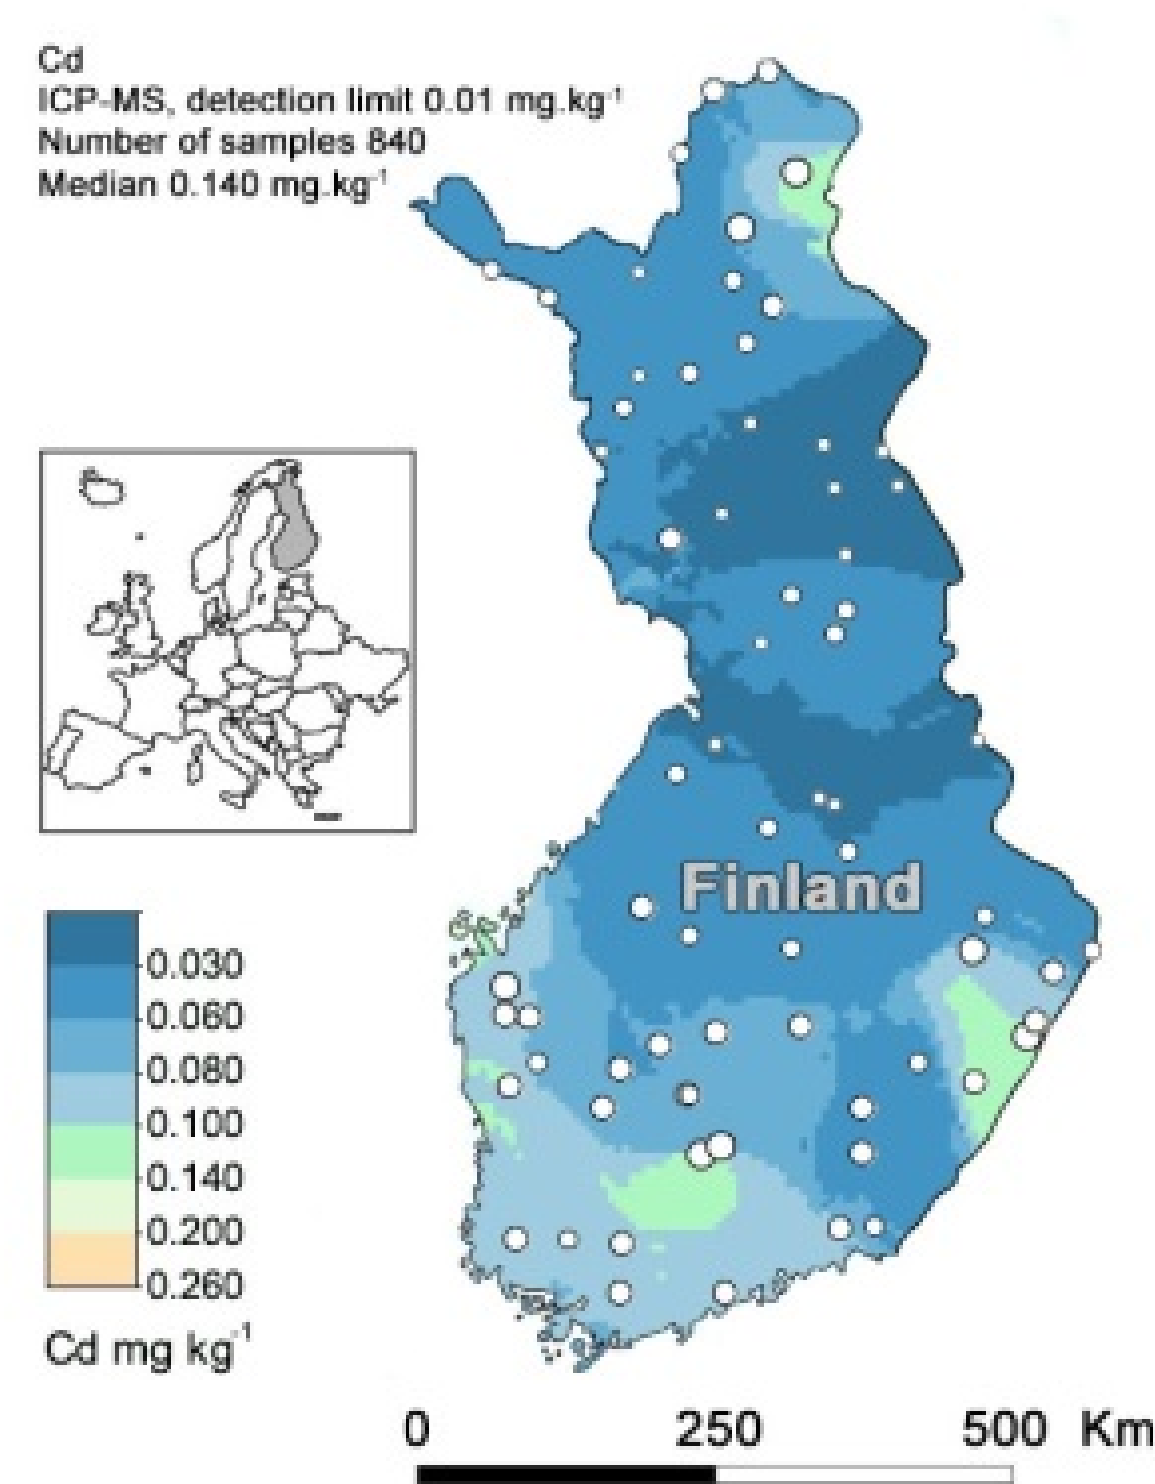 Cd
ICP-MS, detection limit 0.01 mg.kg⁻¹
Number of samples 840
Median 0.140 mg.kg⁻¹
Finland
0.030
0.060
0.080
0.100
0.140
0.200
0.260
Cd mg kg⁻¹
0 250 500 Km